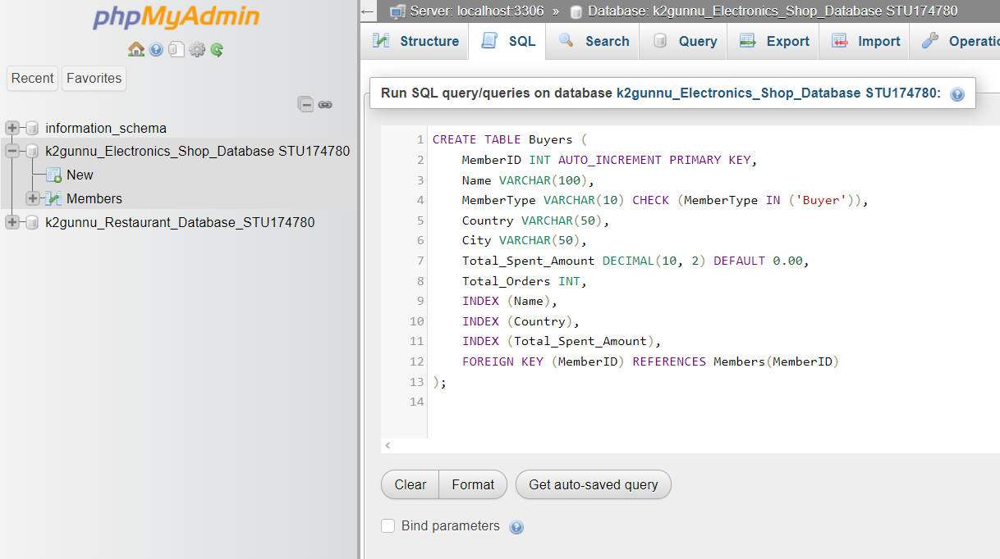 phpMyAdmin
Recent
Favorites
information_schema
k2gunnu_Electronics_Shop_Database STU174780
New
Members
k2gunnu_Restaurant_Database_STU174780
Server: localhost:3306 » Database: k2gunnu_Electronics_Shop_Database STU174780
Structure SQL Search Query Export Import Operatio
Run SQL query/queries on database k2gunnu_Electronics_Shop_Database STU174780:
1 CREATE TABLE Buyers (
2 MemberID INT AUTO_INCREMENT PRIMARY KEY,
3 Name VARCHAR(100),
4 MemberType VARCHAR(10) CHECK (MemberType IN ('Buyer')),
5 Country VARCHAR(50),
6 City VARCHAR(50),
7 Total_Spent_Amount DECIMAL(10, 2) DEFAULT 0.00,
8 Total_Orders INT,
9 INDEX (Name),
10 INDEX (Country),
11 INDEX (Total_Spent_Amount),
12 FOREIGN KEY (MemberID) REFERENCES Members(MemberID)
13 );
14
Clear Format Get auto-saved query
Bind parameters